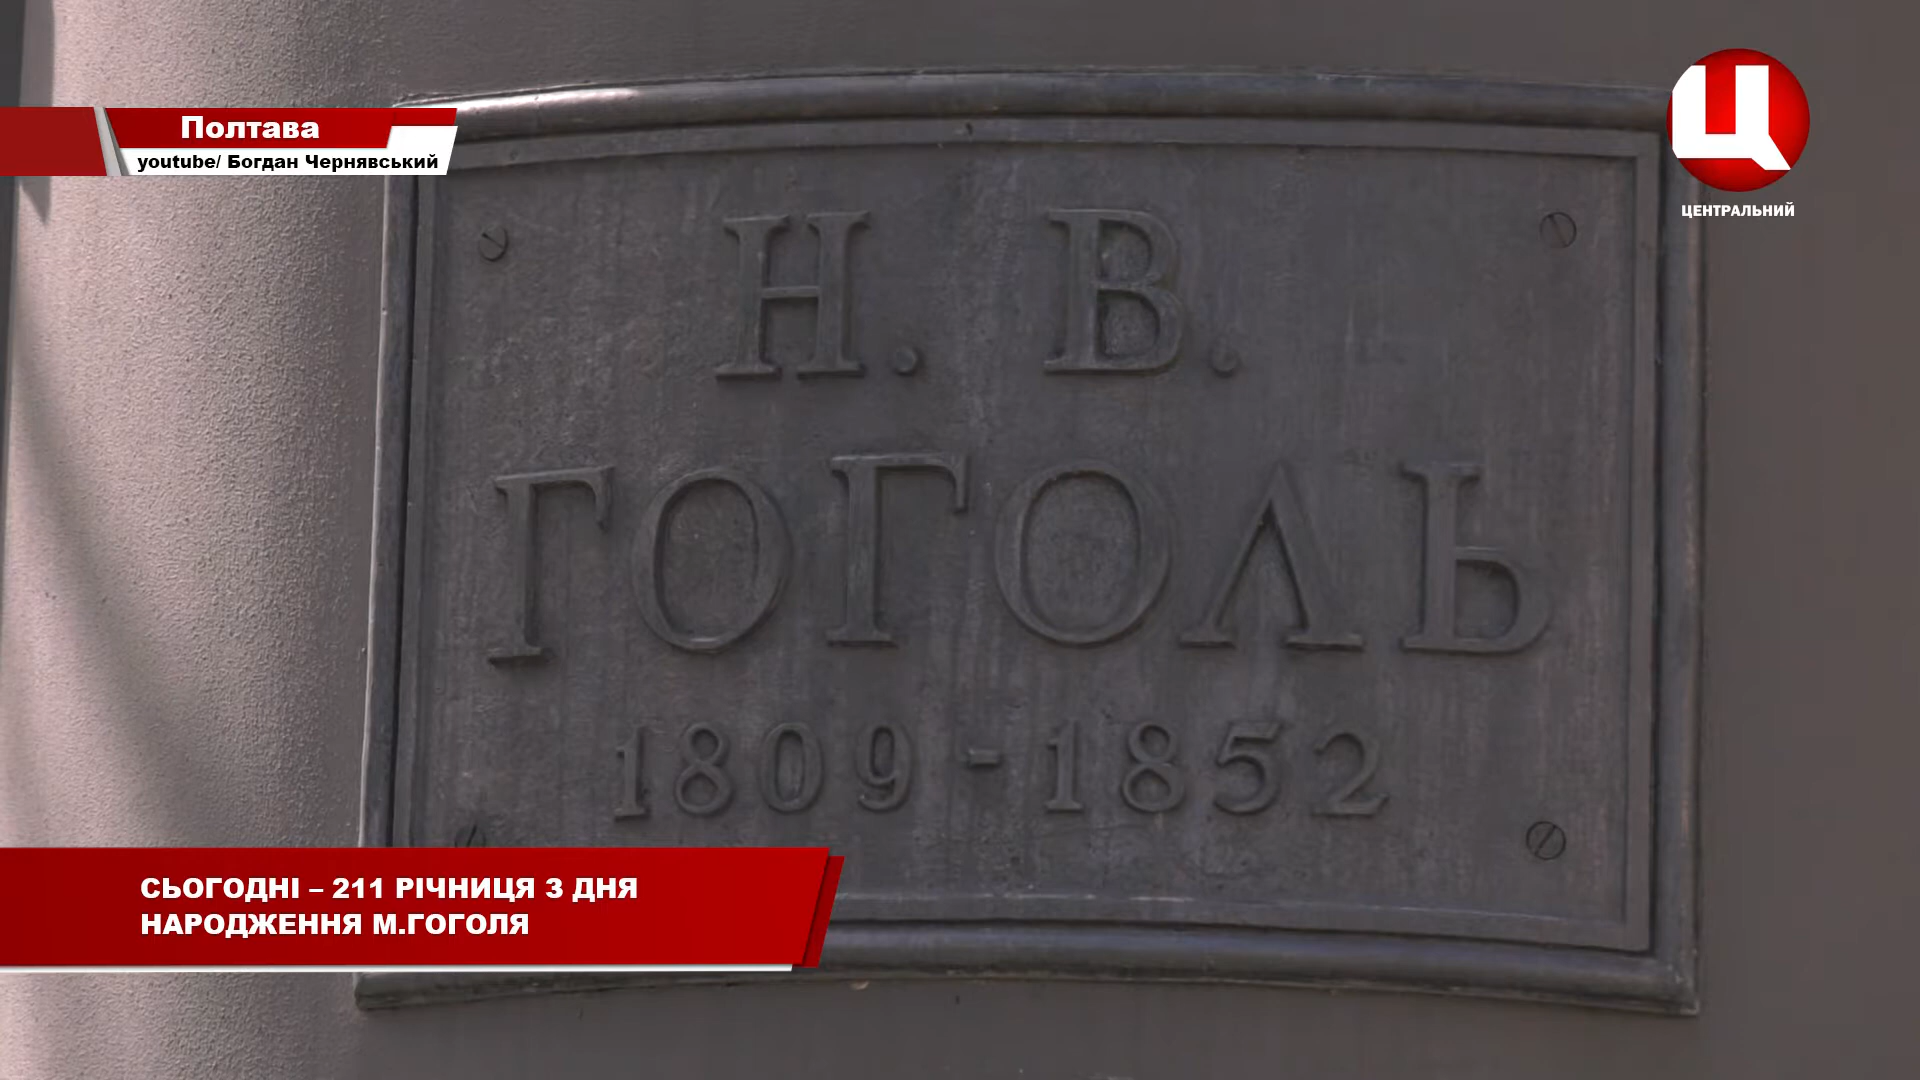 Полтава
youtube/ Богдан Чернявський
Ц
ЦЕНТРАЛЬНИЙ
Н. В.
ГОГОЛЬ
1809-1852
СЬОГОДНІ – 211 РІЧНИЦЯ З ДНЯ
НАРОДЖЕННЯ М.ГОГОЛЯ